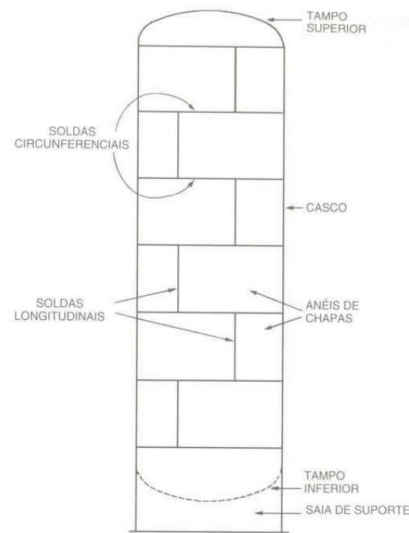 TAMPO
SUPERIOR
SOLDAS
CIRCUNFERENCIAIS
CASCO
SOLDAS
LONGITUDINAIS
ANÉIS DE
CHAPAS
TAMPO
INFERIOR
SAIA DE SUPORTE